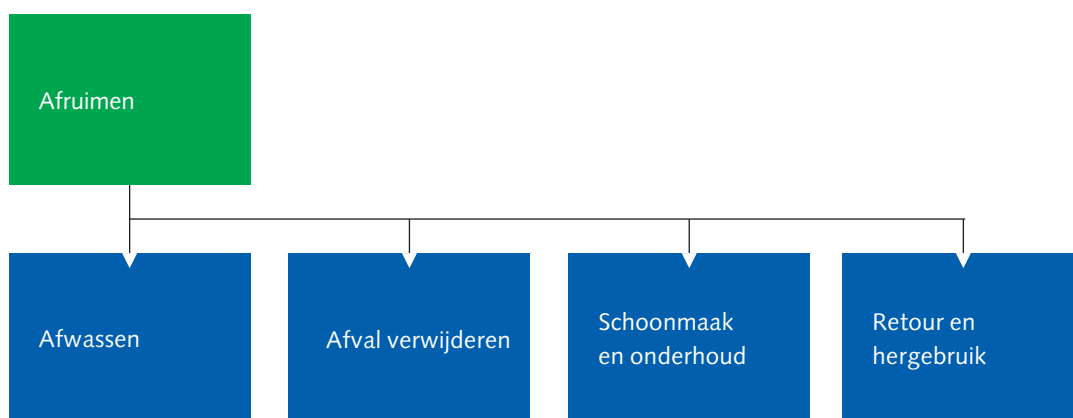 Afruimen
Afwassen
Afval verwijderen
Schoonmaak
en onderhoud
Retour en
hergebruik